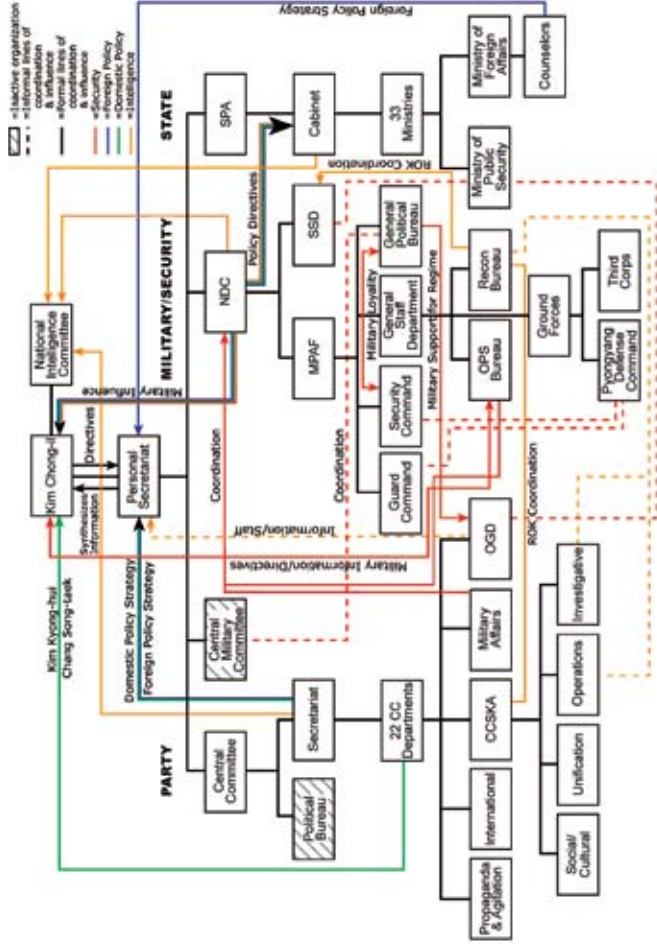 =Inactive organization
=Informal lines of
coordination
& influence
=Formal lines of
coordination
& influence
=Security
=Foreign Policy
=Domestic Policy
=Intelligence
Kim Kyong-hui
Chang Song-taek
Kim Chong-il
National
Intelligence
Committee
Synthesized
Information
Directives
Military Influence
Personal
Secretariat
Foreign Policy Strategy
Domestic Policy Strategy
Foreign Policy Strategy
Information/Staff
PARTY
MILITARY/SECURITY
STATE
Central
Committee
Central
Military
Committee
Coordination
NDC
Policy Directives
SPA
Political
Bureau
Secretariat
Military Information/Directives
MPAF
SSD
Cabinet
22 CC
Departments
Coordination
Guard Command
Security
Command
Military Loyality
General
Staff
Department
General
Political
Bureau
ROK Coordination
33
Ministries
Military Support for Regime
Propaganda
& Agitation
International
CCSKA
Military
Affairs
OGD
OPS
Bureau
Recon
Bureau
Ministry of
Public
Security
Ministry of
Foreign
Affairs
ROK Coordination
Ground
Forces
Counselors
Social/
Cultural
Unification
Operations
Investigative
Pyongyang
Defense
Command
Third
Corps